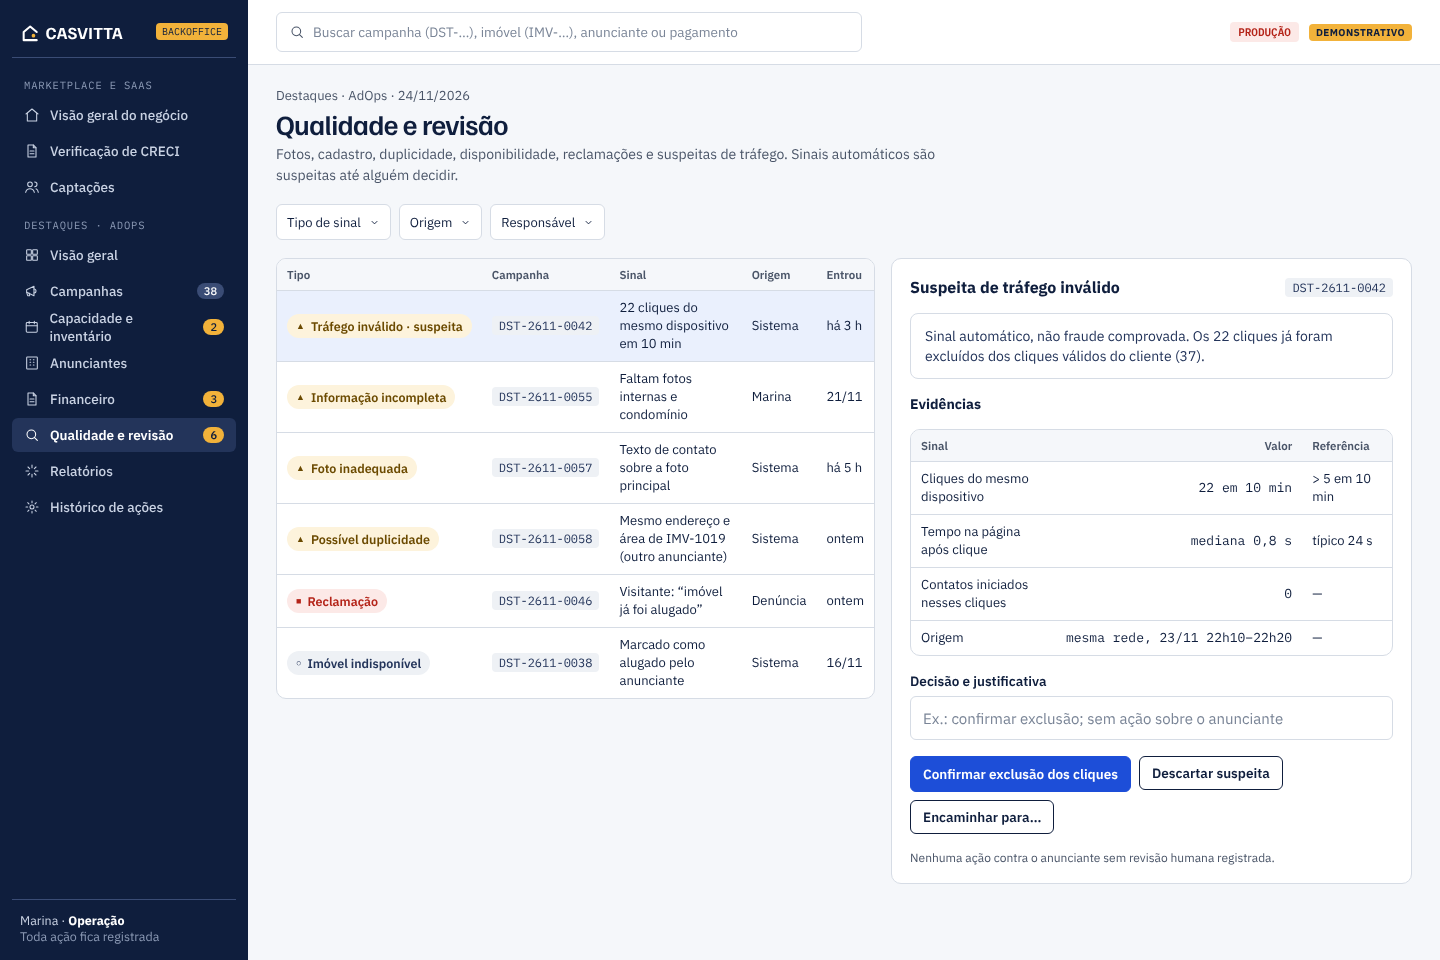 CASVITTA
BACKOFFICE
MARKETPLACE E SAAS
Visão geral do negócio
Verificação de CRECI
Captações
DESTAQUES · ADOPS
Visão geral
Campanhas 38
Capacidade e
inventário 2
Anunciantes
Financeiro 3
Qualidade e revisão 6
Relatórios
Histórico de ações
Marina · Operação
Toda ação fica registrada
Buscar campanha (DST-...), imóvel (IMV-...), anunciante ou pagamento
PRODUÇÃO
DEMONSTRATIVO
Destaques · AdOps · 24/11/2026
Qualidade e revisão
Fotos, cadastro, duplicidade, disponibilidade, reclamações e suspeitas de tráfego. Sinais automáticos são
suspeitas até alguém decidir.
Tipo de sinal
Origem
Responsável
Tipo Campanha Sinal Origem Entrou
Tráfego inválido · suspeita DST-2611-0042 22 cliques do
mesmo dispositivo
em 10 min
Sistema há 3 h
Informação incompleta DST-2611-0055 Faltam fotos
internas e
condomínio
Marina 21/11
Foto inadequada DST-2611-0057 Texto de contato
sobre a foto
principal
Sistema há 5 h
Possível duplicidade DST-2611-0058 Mesmo endereço e
área de IMV-1019
(outro anunciante)
Sistema ontem
Reclamação DST-2611-0046 Visitante: “imóvel
já foi alugado”
Denúncia ontem
Imóvel indisponível DST-2611-0038 Marcado como
alugado pelo
anunciante
Sistema 16/11
Suspeita de tráfego inválido
DST-2611-0042
Sinal automático, não fraude comprovada. Os 22 cliques já foram
excluídos dos cliques válidos do cliente (37).
Evidências
Sinal Valor Referência
Cliques do mesmo
dispositivo
22 em 10 min
> 5 em 10
min
Tempo na página
após clique
mediana 0,8 s
típico 24 s
Contatos iniciados
nesses cliques
0
—
Origem mesma rede, 23/11 22h10–22h20 —
Decisão e justificativa
Ex.: confirmar exclusão; sem ação sobre o anunciante
Confirmar exclusão dos cliques
Descartar suspeita
Encaminhar para...
Nenhuma ação contra o anunciante sem revisão humana registrada.